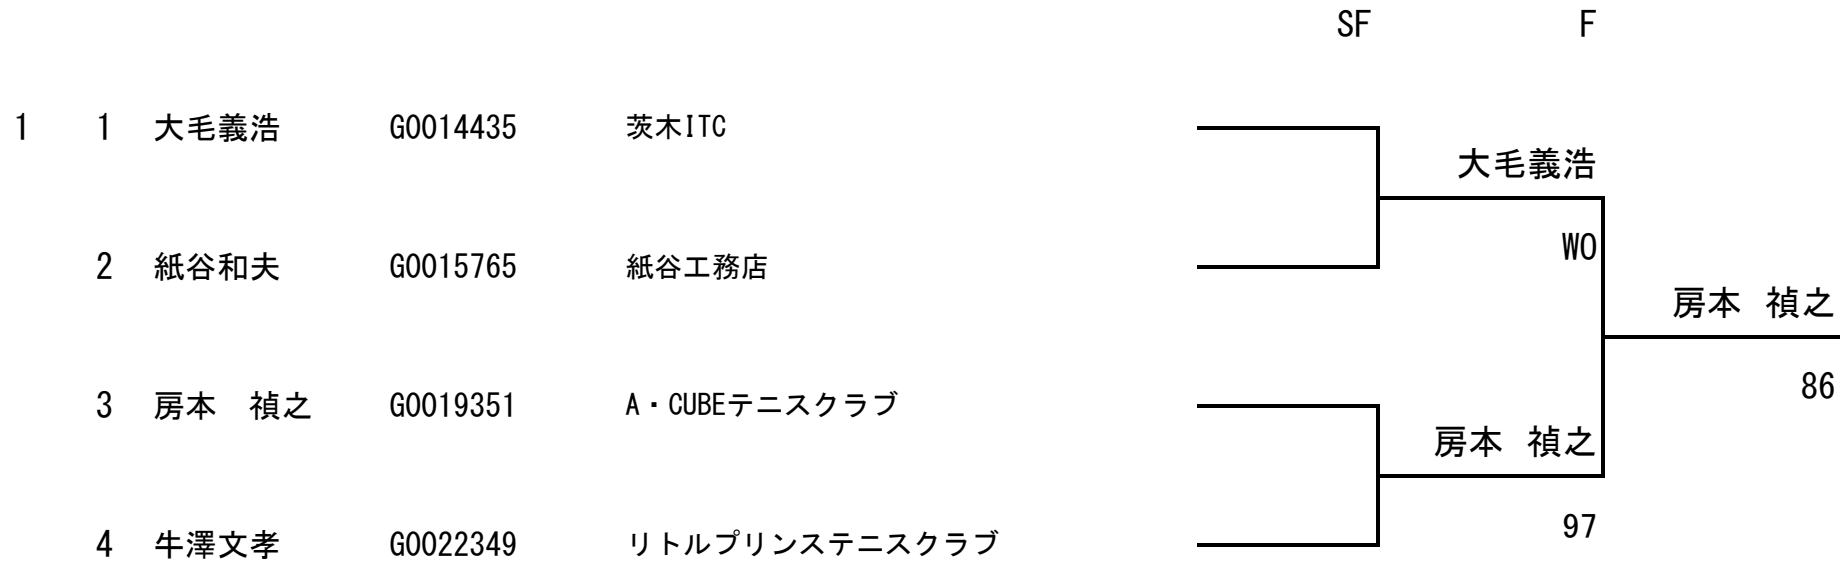 SF F
1 1 大毛義浩 G0014435 茨木ITC
大毛義浩
WO
2 紙谷和夫 G0015765 紙谷工務店
房本　禎之
86
3 房本　禎之 G0019351 A・CUBEテニスクラブ
房本　禎之
97
4 牛澤文孝 G0022349 リトルプリンステニスクラブ